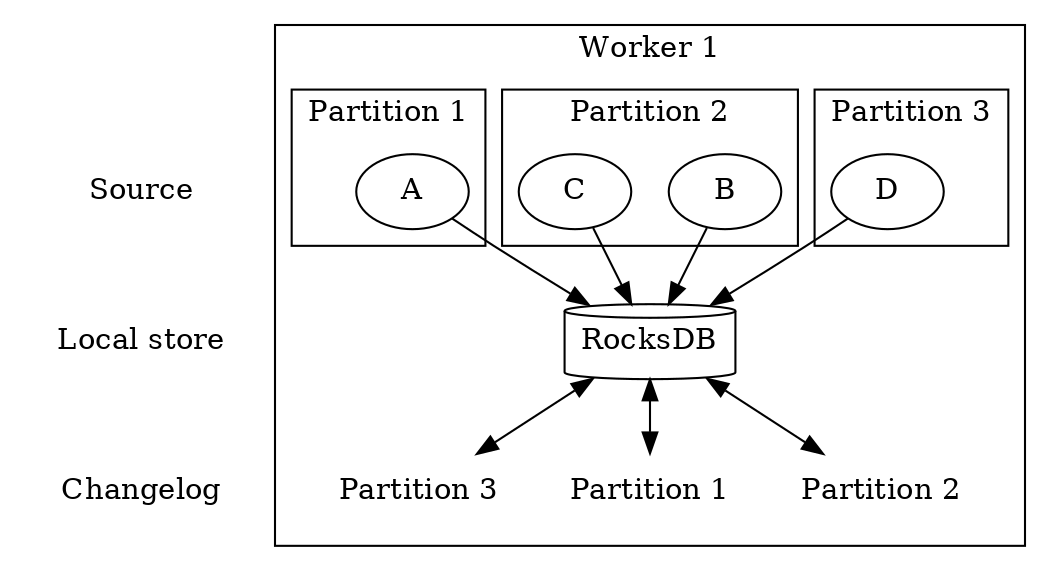 Worker 1
Partition 1
Partition 2
Partition 3
Source
A
C
B
D
Local store
RocksDB
Changelog
Partition 3
Partition 1
Partition 2